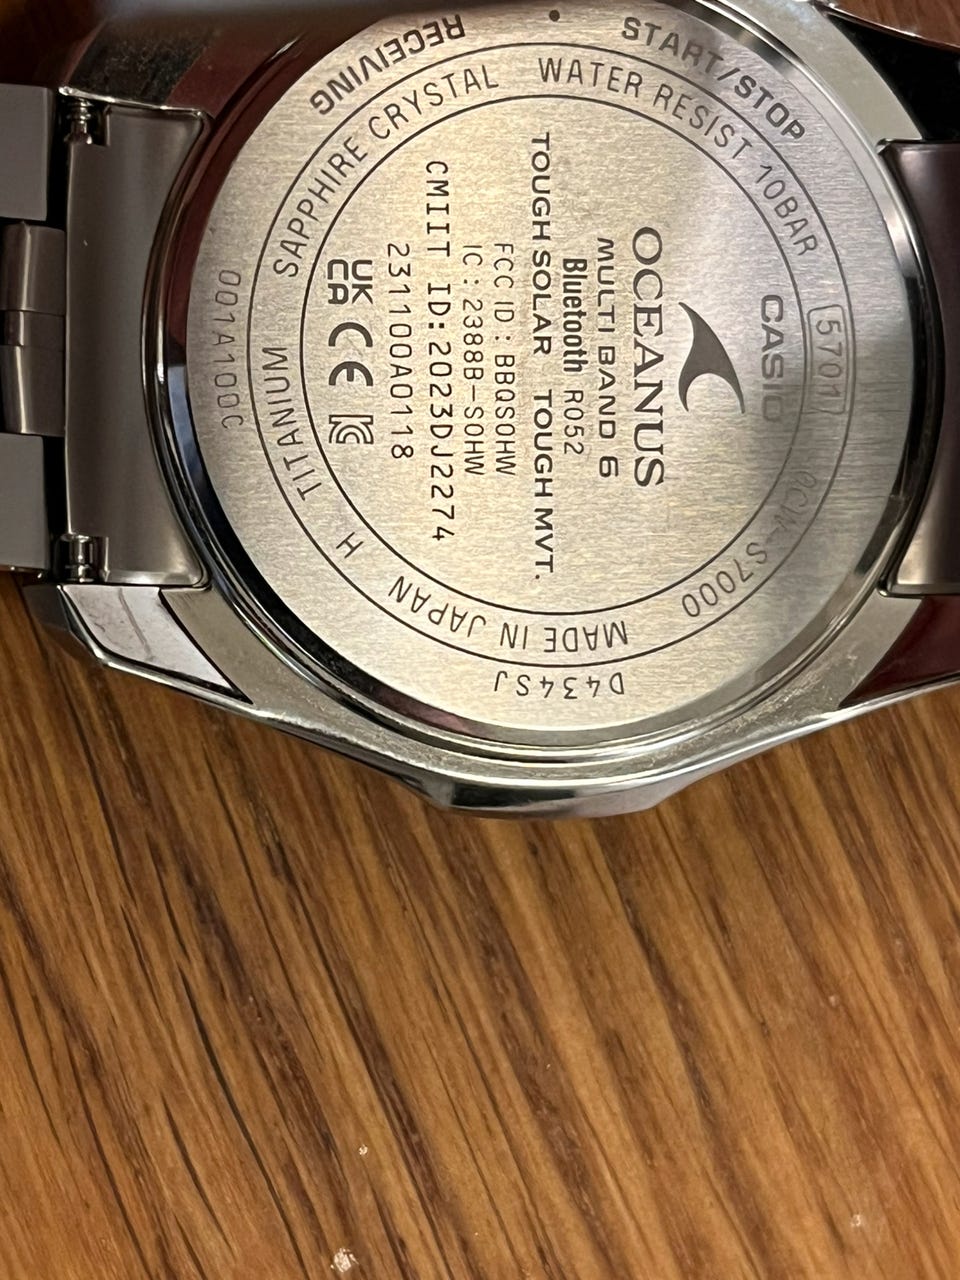 RECEIVING
START/STOP
SAPPHIRE CRYSTAL
WATER RESIST 10BAR
5701
OCW-S7000
MADE IN JAPAN
H. TITANIUM
001A100C
D434SJ
CASIO
OCEANUS
MULTI BAND 6
Bluetooth R052
TOUGH SOLAR TOUGH MVT.
FCC ID: BBQSOHW
IC: 2388B-SOHW
CMIIT ID: 2023DJ2274
231100A0118
UK
CA CE